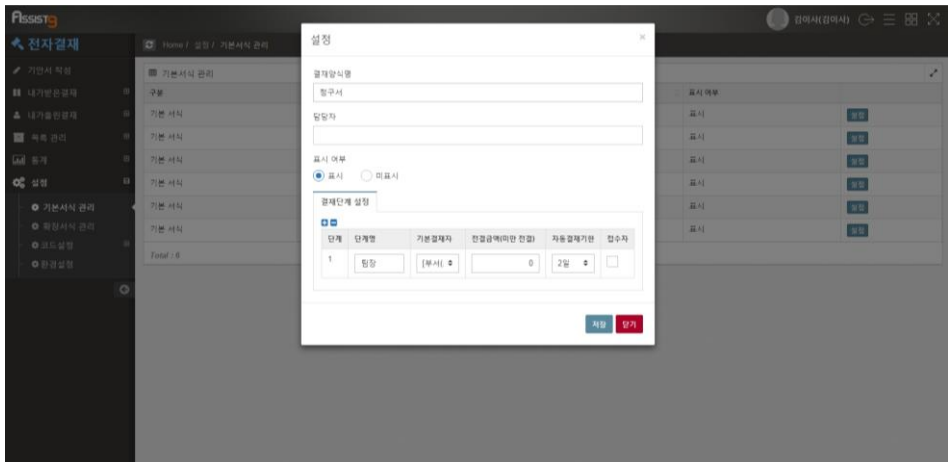 Assist9
김이사(김이사)
전자결재
Home / 설정 / 기본서식 관리
기안서 작성
내가받은결재
내가올린결재
목록 관리
통계
설정
기본서식 관리
확장서식 관리
코드설정
환경설정
기본서식 관리
구분
표시 여부
기본 서식
표시
설정
기본 서식
표시
설정
기본 서식
표시
설정
기본 서식
표시
설정
기본 서식
표시
설정
기본 서식
표시
설정
Total : 6
설정
×
결재양식명
청구서
담당자
표시 여부
표시
미표시
결재단계 설정
단계 단계명 기본결재자 전결금액(미만 전결) 자동결재기한 접수자
1 팀장 [부서(. 0 2일
저장 닫기